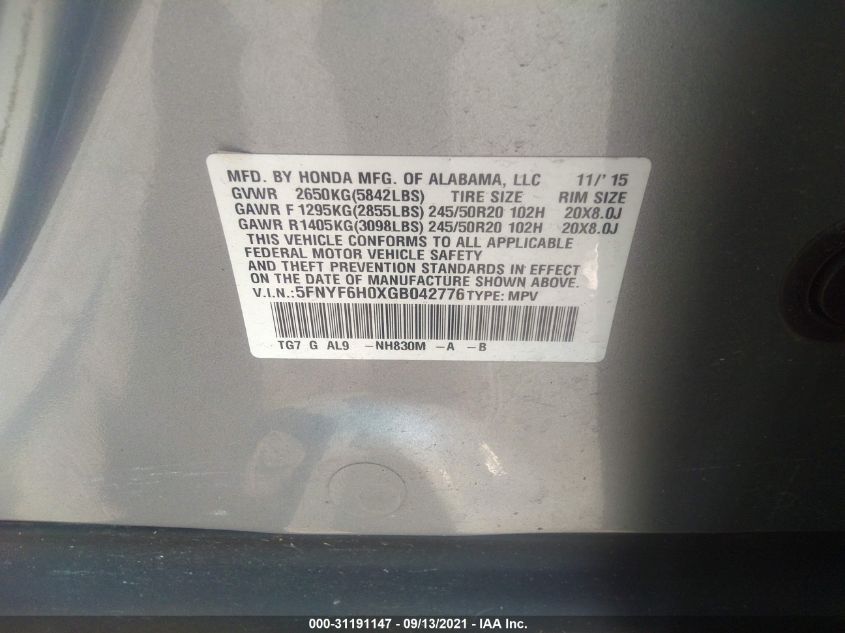 MFD. BY HONDA MFG. OF ALABAMA, LLC 11/' 15
GVWR 2650KG(5842LBS) TIRE SIZE RIM SIZE
GAWR F 1295KG(2855LBS) 245/50R20 102H 20X8.0J
GAWR R 1405KG(3098LBS) 245/50R20 102H 20X8.0J
THIS VEHICLE CONFORMS TO ALL APPLICABLE
FEDERAL MOTOR VEHICLE SAFETY
AND THEFT PREVENTION STANDARDS IN EFFECT
ON THE DATE OF MANUFACTURE SHOWN ABOVE.
V.I.N.:5FNYF6H0XGB042776 TYPE: MPV
TG7 G AL9 -NH830M -A -B
000-31191147 - 09/13/2021 - IAA Inc.